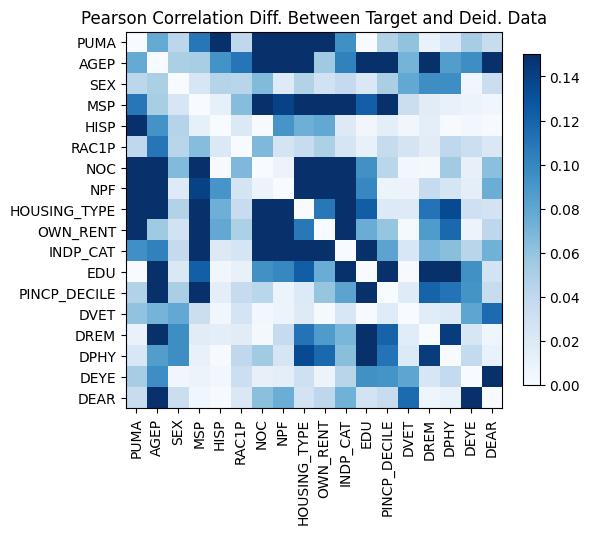 Pearson Correlation Diff. Between Target and Deid. Data
PUMA
AGEP
SEX
MSP
HISP
RAC1P
NOC
NPF
HOUSING_TYPE
OWN_RENT
INDP_CAT
EDU
PINCP_DECILE
DVET
DREM
DPHY
DEYE
DEAR
PUMA
AGEP
SEX
MSP
HISP
RAC1P
NOC
NPF
HOUSING_TYPE
OWN_RENT
INDP_CAT
EDU
PINCP_DECILE
DVET
DREM
DPHY
DEYE
DEAR
0.14
0.12
0.10
0.08
0.06
0.04
0.02
0.00